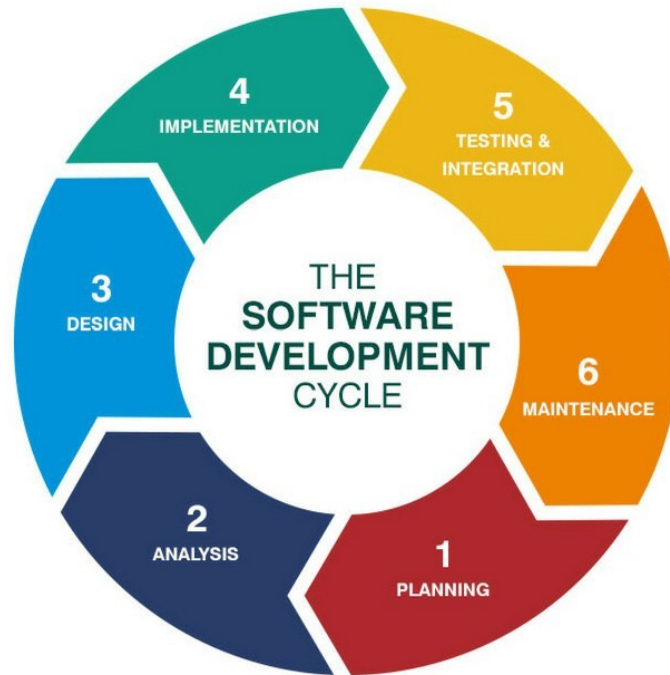 THE
SOFTWARE
DEVELOPMENT
CYCLE
1
PLANNING
2
ANALYSIS
3
DESIGN
4
IMPLEMENTATION
5
TESTING &
INTEGRATION
6
MAINTENANCE